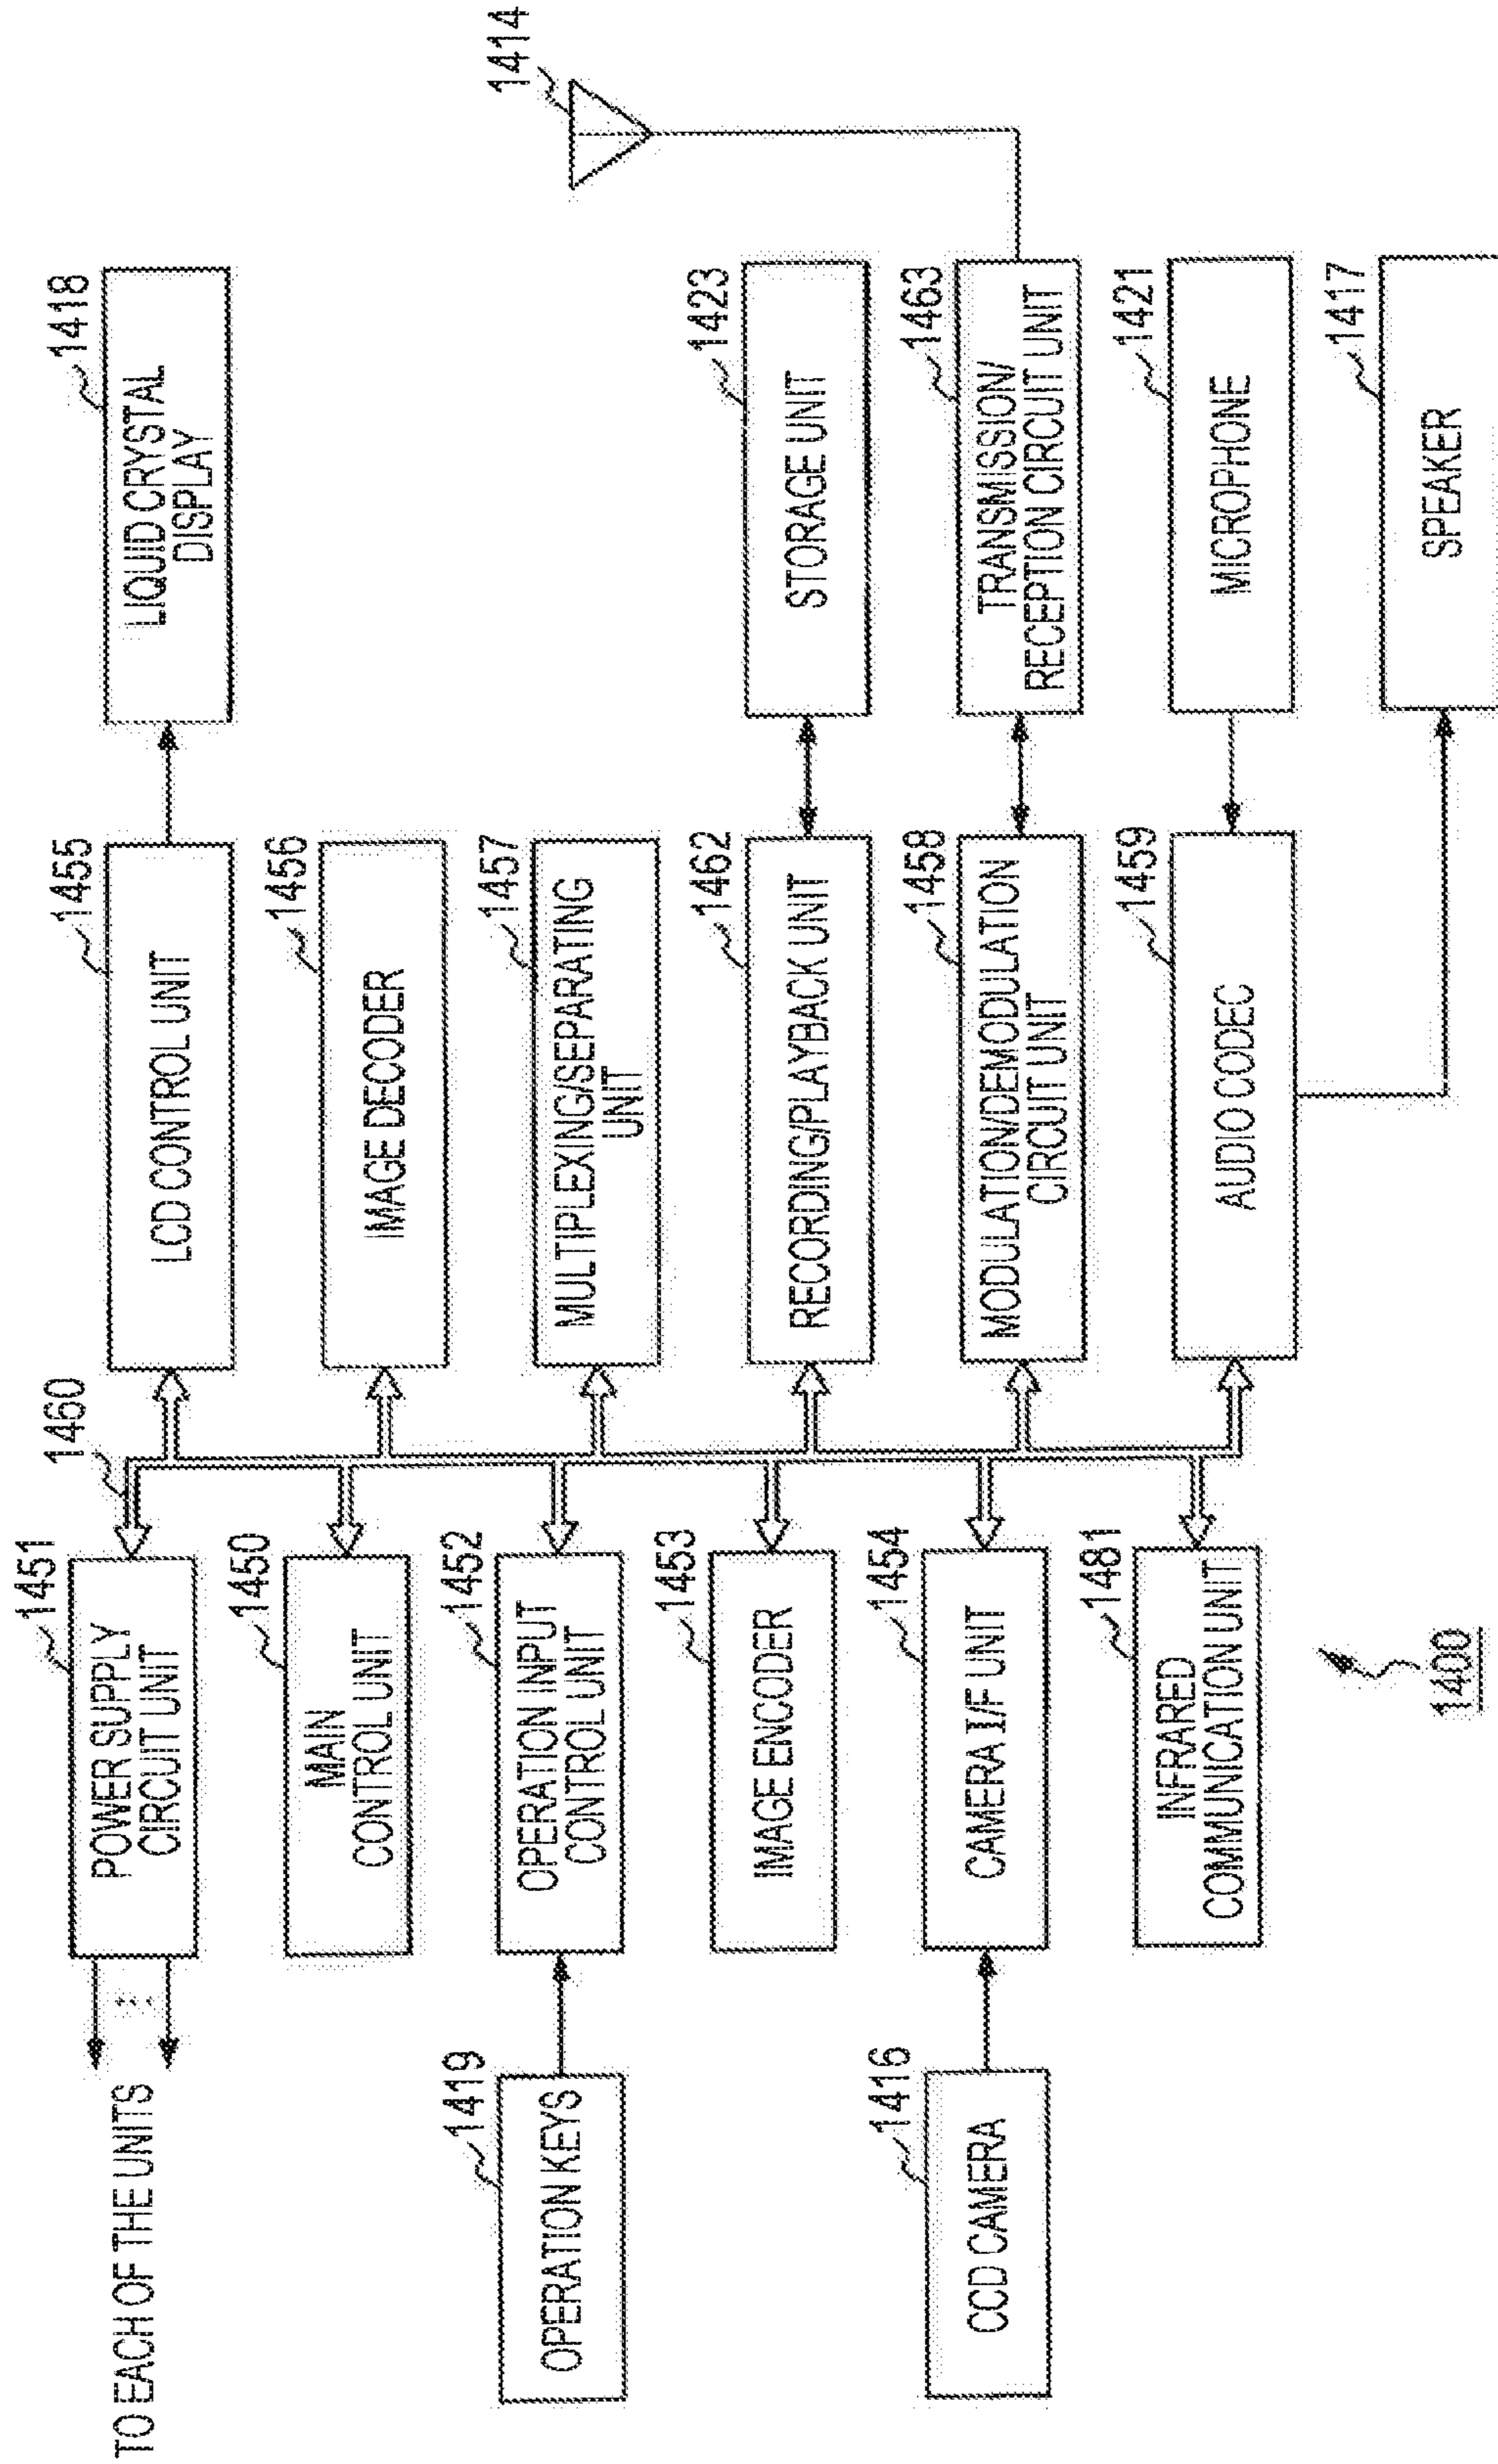 1451
POWER SUPPLY
CIRCUIT UNIT
TO EACH OF THE UNITS
1460
1455
LCD CONTROL UNIT
1418
LIQUID CRYSTAL
DISPLAY
1450
MAIN
CONTROL UNIT
1456
IMAGE DECODER
1419
OPERATION KEYS
1452
OPERATION INPUT
CONTROL UNIT
1457
MULTIPLEXING/SEPARATING
UNIT
1414
1453
IMAGE ENCODER
1462
RECORDING/PLAYBACK UNIT
1423
STORAGE UNIT
1416
CCD CAMERA
1454
CAMERA I/F UNIT
1458
MODULATION/DEMODULATION
CIRCUIT UNIT
1463
TRANSMISSION/
RECEPTION CIRCUIT UNIT
1481
INFRARED
COMMUNICATION UNIT
1459
AUDIO CODEC
1421
MICROPHONE
1417
SPEAKER
1400